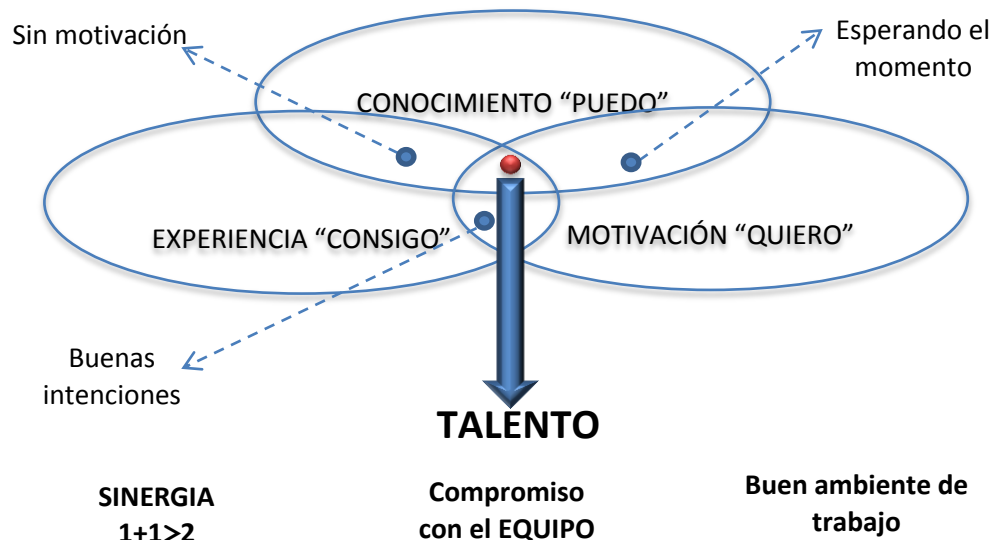 Sin motivación
Esperando el
momento
CONOCIMIENTO “PUEDO”
EXPERIENCIA “CONSIGO”
MOTIVACIÓN “QUIERO”
Buenas
intenciones
TALENTO
SINERGIA
1+1>2
Compromiso
con el EQUIPO
Buen ambiente de
trabajo